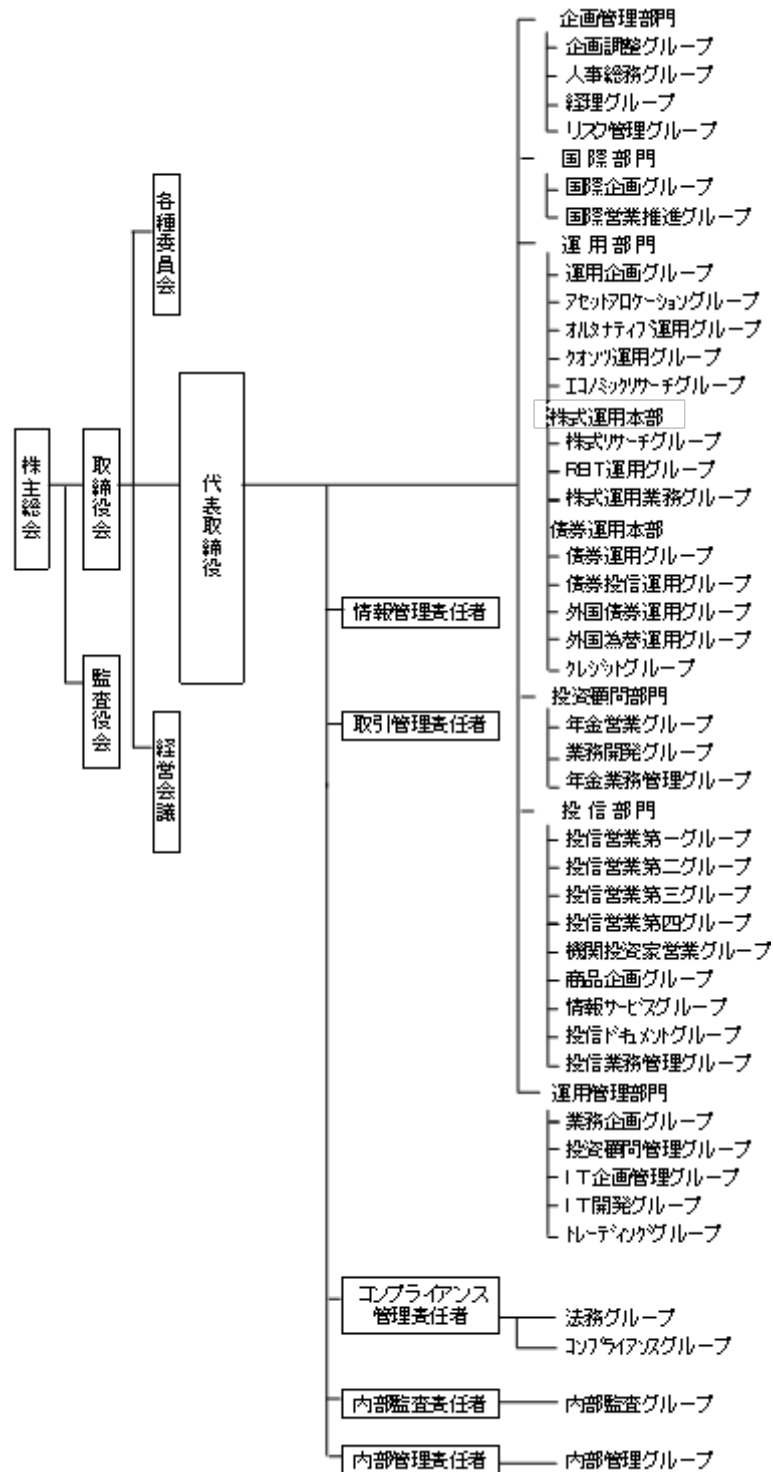 株主総会
取締役会
監査役会
各種委員会
経営会議
代表取締役
企画管理部門
企画調整グループ
人事総務グループ
経理グループ
リスク管理グループ
国際部門
国際企画グループ
国際営業推進グループ
運用部門
運用企画グループ
アセットアロケーショングループ
オルタナティブ運用グループ
クオンツ運用グループ
エコノミックリサーチグループ
株式運用本部
株式リサーチグループ
REIT運用グループ
株式運用業務グループ
債券運用本部
債券運用グループ
債券投信運用グループ
外国債券運用グループ
外国為替運用グループ
クレジットグループ
投資顧問部門
年金営業グループ
業務開発グループ
年金業務管理グループ
投信部門
投信営業第一グループ
投信営業第二グループ
投信営業第三グループ
投信営業第四グループ
機関投資家営業グループ
商品企画グループ
情報サービスグループ
投信ドキュメントグループ
投信業務管理グループ
運用管理部門
業務企画グループ
投資顧問管理グループ
IT企画管理グループ
IT開発グループ
トレーディンググループ
情報管理責任者
取引管理責任者
コンプライアンス
管理責任者
法務グループ
コンプライアンスグループ
内部監査責任者
内部監査グループ
内部管理責任者
内部管理グループ